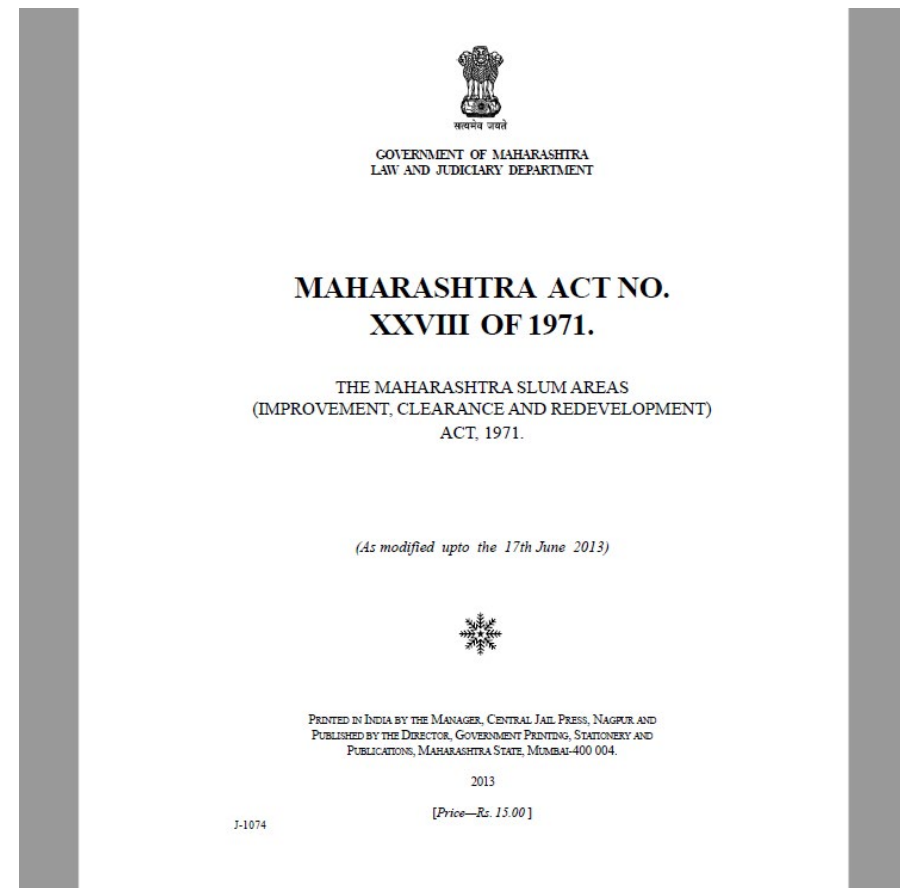 सत्यमेव जयते
GOVERNMENT OF MAHARASHTRA
LAW AND JUDICIARY DEPARTMENT
MAHARASHTRA ACT NO.
XXVIII OF 1971.
THE MAHARASHTRA SLUM AREAS
(IMPROVEMENT, CLEARANCE AND REDEVELOPMENT)
ACT, 1971.
(As modified upto the 17th June 2013)
PRINTED IN INDIA BY THE MANAGER, CENTRAL JAIL PRESS, NAGPUR AND
PUBLISHED BY THE DIRECTOR, GOVERNMENT PRINTING, STATIONERY AND
PUBLICATIONS, MAHARASHTRA STATE, MUMBAI-400 004.
2013
[Price—Rs. 15.00 ]
J-1074